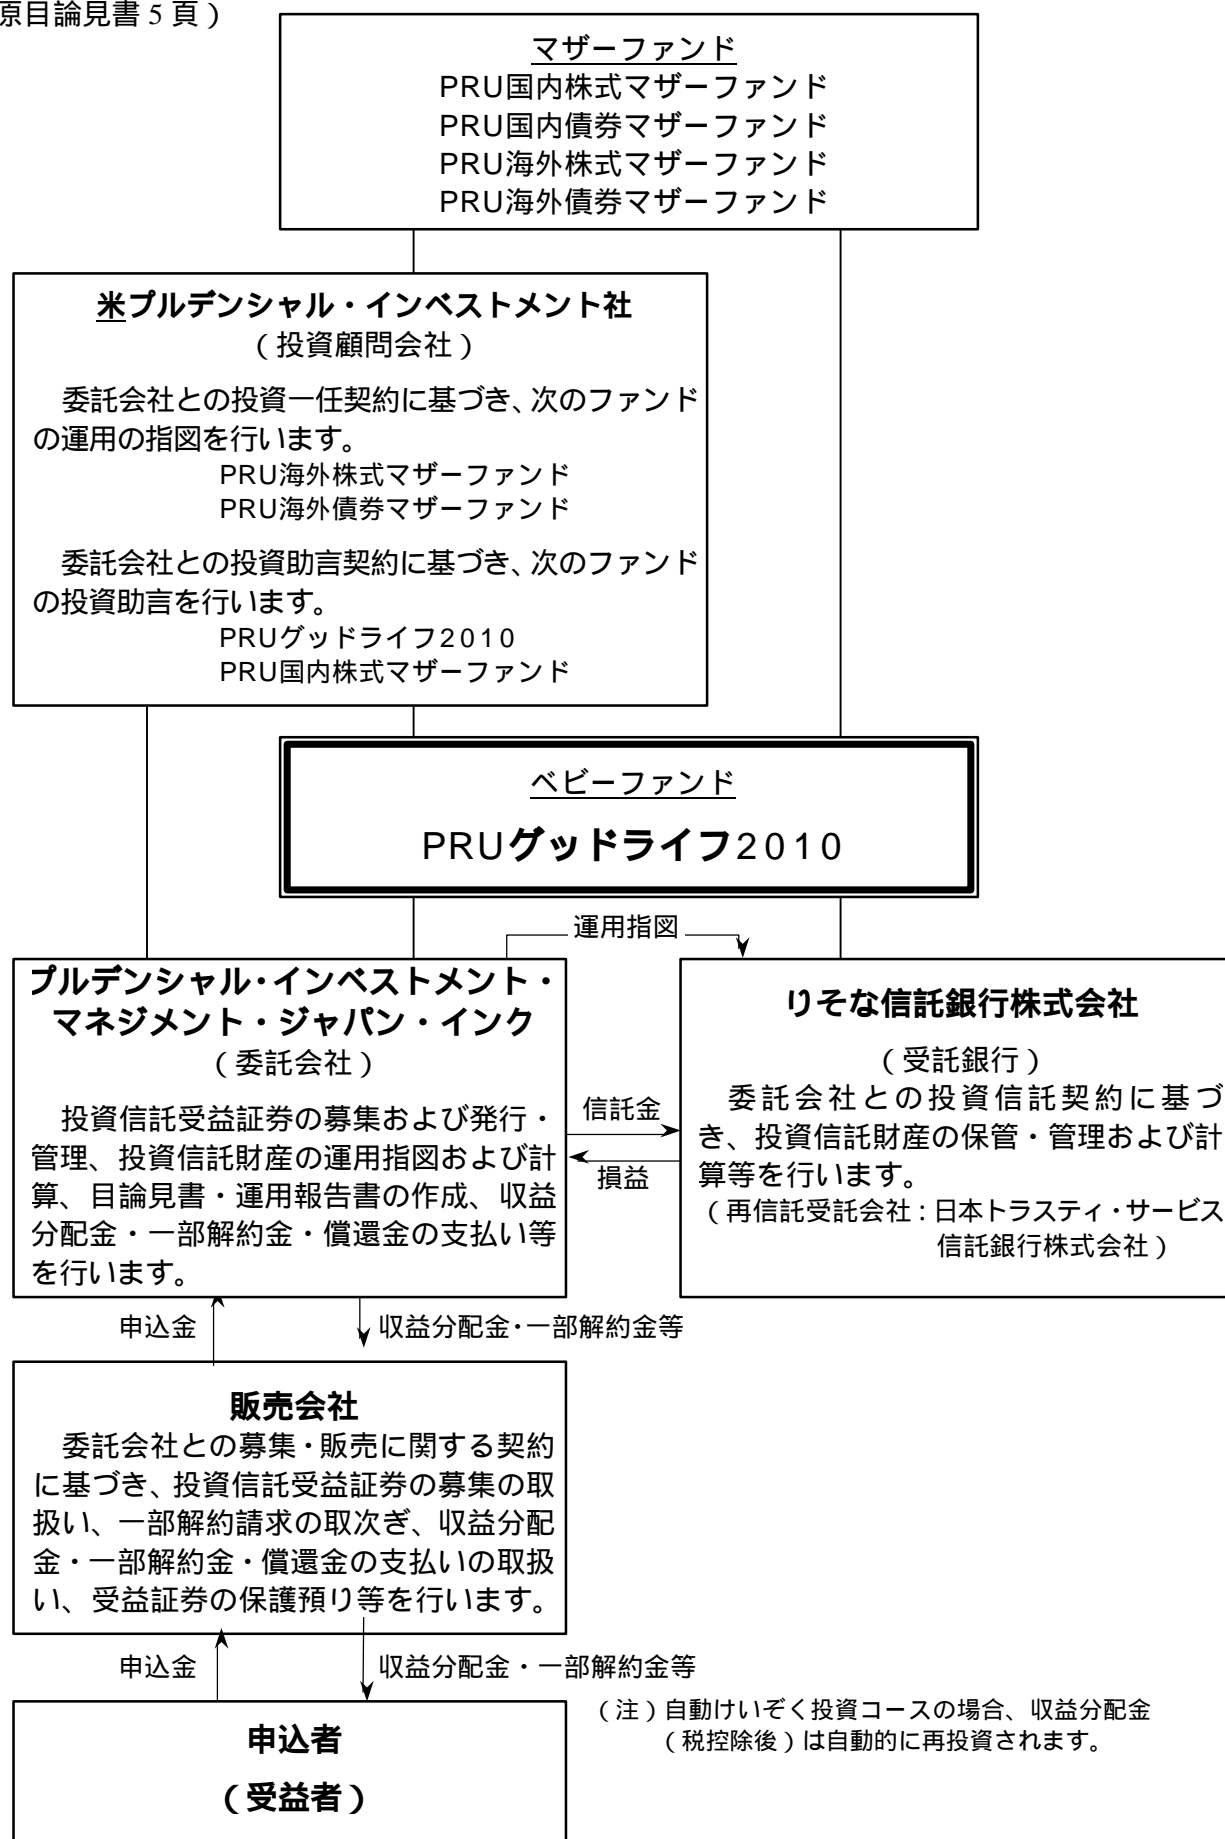 原目論見書5頁）
マザーファンド
PRU国内株式マザーファンド
PRU国内債券マザーファンド
PRU海外株式マザーファンド
PRU海外債券マザーファンド
米プルデンシャル・インベストメント社
（投資顧問会社）
委託会社との投資一任契約に基づき、次のファンド
の運用の指図を行います。
PRU海外株式マザーファンド
PRU海外債券マザーファンド
委託会社との投資助言契約に基づき、次のファンド
の投資助言を行います。
PRUグッドライフ2010
PRU国内株式マザーファンド
ベビーファンド
PRUグッドライフ2010
運用指図
プルデンシャル・インベストメント・
マネジメント・ジャパン・インク
（委託会社）
投資信託受益証券の募集および発行・
管理、投資信託財産の運用指図および計
算、目論見書・運用報告書の作成、収益
分配金・一部解約金・償還金の支払い等
を行います。
信託金
損益
りそな信託銀行株式会社
（受託銀行）
委託会社との投資信託契約に基づ
き、投資信託財産の保管・管理および計
算等を行います。
（再信託受託会社：日本トラスティ・サービス
信託銀行株式会社）
申込金
収益分配金・一部解約金等
販売会社
委託会社との募集・販売に関する契約
に基づき、投資信託受益証券の募集の取
扱い、一部解約請求の取次ぎ、収益分配
金・一部解約金・償還金の支払いの取扱
い、受益証券の保護預り等を行います。
申込金
収益分配金・一部解約金等
（注）自動けいぞく投資コースの場合、収益分配金
（税控除後）は自動的に再投資されます。
申込者
（受益者）